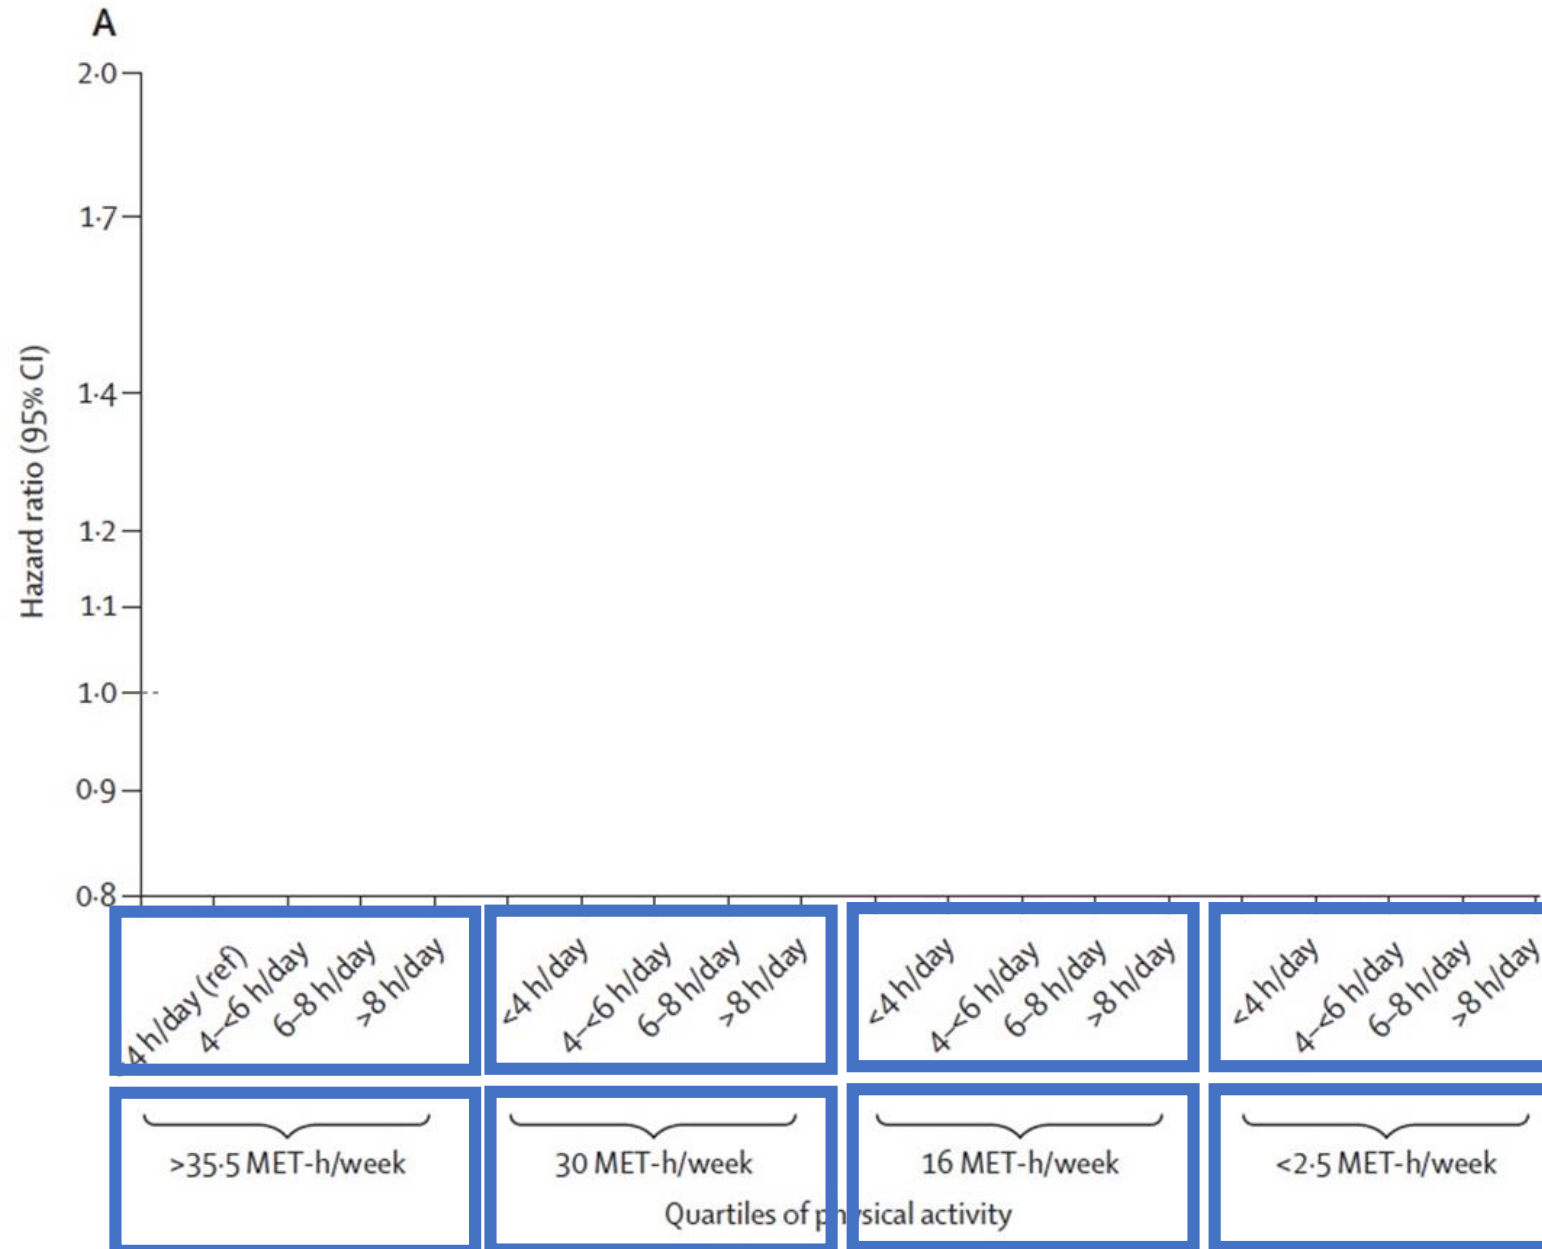 A
2·0
1·7
1·4
1·2
1·1
1·0
0·9
0·8
Hazard ratio (95% CI)
4 h/day (ref)
4–<6 h/day
6–8 h/day
>8 h/day
<4 h/day
4–<6 h/day
6–8 h/day
>8 h/day
<4 h/day
4–<6 h/day
6–8 h/day
>8 h/day
<4 h/day
4–<6 h/day
6–8 h/day
>8 h/day
>35·5 MET-h/week
30 MET-h/week
16 MET-h/week
<2·5 MET-h/week
Quartiles of physical activity